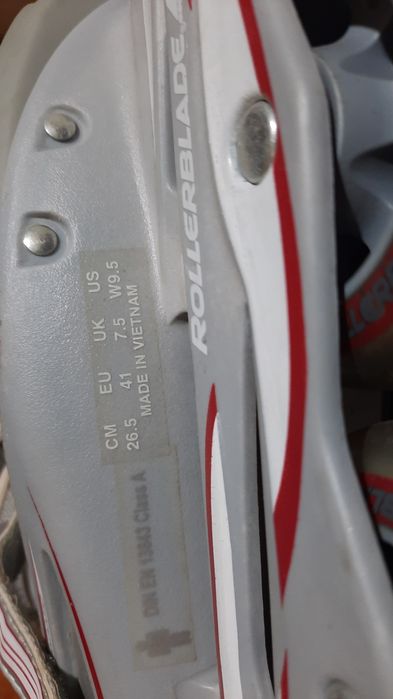 ROLLERBLADE
CM EU UK US
26.5 41 7.5 W9.5
MADE IN VIETNAM
DIN EN 13843 Class A